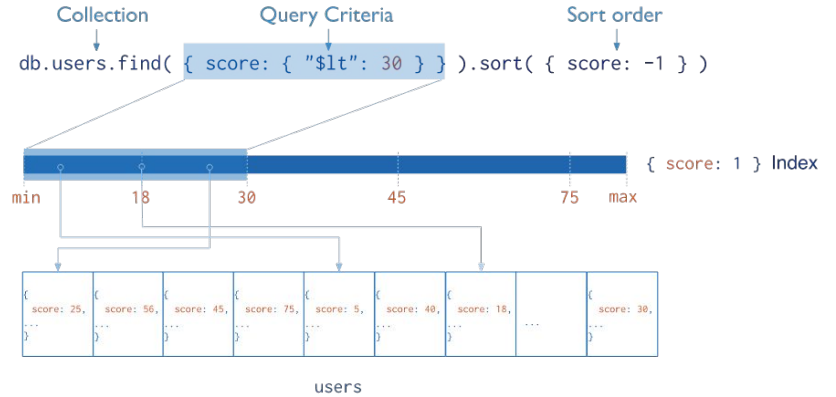 Collection Query Criteria Sort order
db.users.find( { score: { "$lt": 30 } } ).sort( { score: -1 } )
{ score: 1 } Index
min 18 30 45 75 max
{ { { { { { { {
score: 25, score: 56, score: 45, score: 75, score: 5, score: 40, score: 18, score: 30,
... ... ... ... ... ... ... ... ...
} } } } } } } }
users